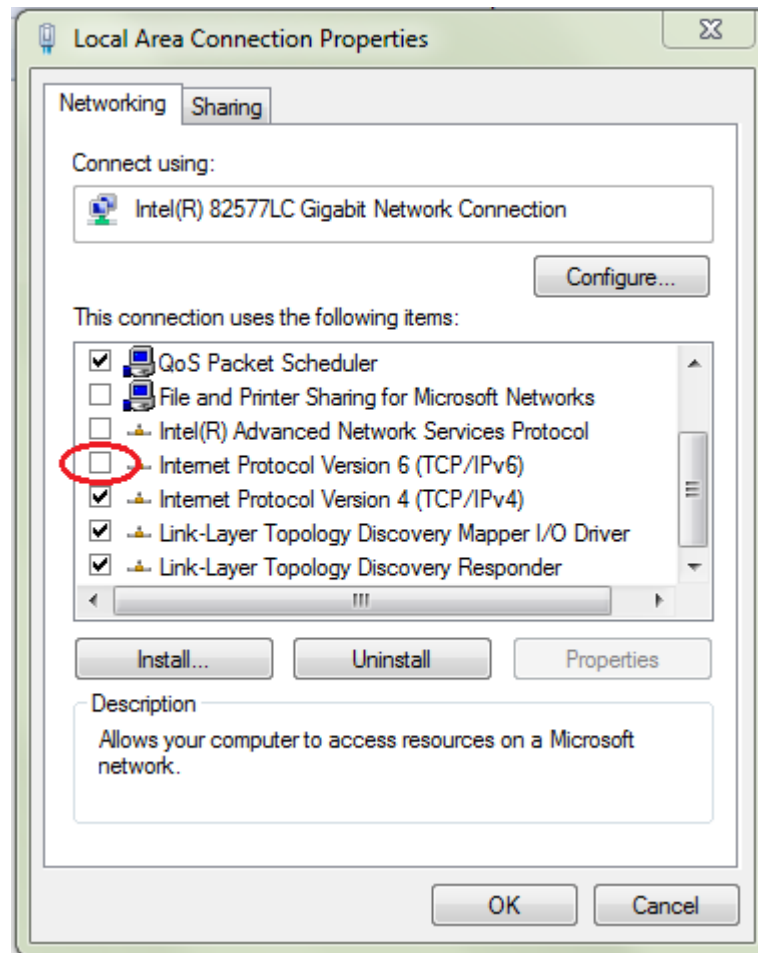 Local Area Connection Properties
Networking
Sharing
Connect using:
Intel(R) 82577LC Gigabit Network Connection
Configure...
This connection uses the following items:
QoS Packet Scheduler
File and Printer Sharing for Microsoft Networks
Intel(R) Advanced Network Services Protocol
Internet Protocol Version 6 (TCP/IPv6)
Internet Protocol Version 4 (TCP/IPv4)
Link-Layer Topology Discovery Mapper I/O Driver
Link-Layer Topology Discovery Responder
Install...
Uninstall
Properties
Description
Allows your computer to access resources on a Microsoft
network.
OK
Cancel